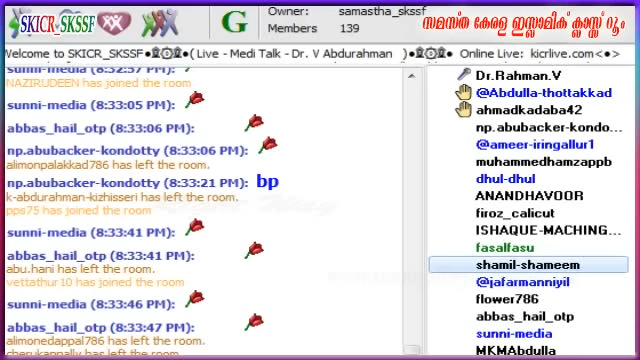 SKICR_SKSSF
G
Owner: samastha_skssf
Members 139
സമസ്ത കേരള ഇസ്ലാമിക് ക്ലാസ്സ് റൂം
Welcome to SKICR_SKSSF●۩۞۩●( Live - Medi Talk - Dr. V Abdurahman )●۩۞۩● Online Live: kicrlive.com<●>
sunni-media (8:32:57 PM):
NAZIRUDEEN has joined the room
sunni-media (8:33:05 PM):
abbas_hail_otp (8:33:06 PM):
np.abubacker-kondotty (8:33:06 PM):
alimonpalakkad786 has left the room.
np.abubacker-kondotty (8:33:21 PM): bp
k-abdurahman-kizhisseri has left the room.
pps75 has joined the room
sunni-media (8:33:41 PM):
abbas_hail_otp (8:33:41 PM):
abu.hani has left the room.
vettathur10 has joined the room
sunni-media (8:33:46 PM):
abbas_hail_otp (8:33:47 PM):
alimonedappal786 has left the room.
cherukappally has left the room.
Dr.Rahman.V
@Abdulla-thottakkad
ahmadkadaba42
np.abubacker-kondo...
@ameer-iringallur1
muhammedhamzappb
dhul-dhul
ANANDHAVOOR
firoz_calicut
ISHAQUE-MACHING...
fasalfasu
shamil-shameem
@jafarmanniyil
flower786
abbas_hail_otp
sunni-media
MKMAbdulla